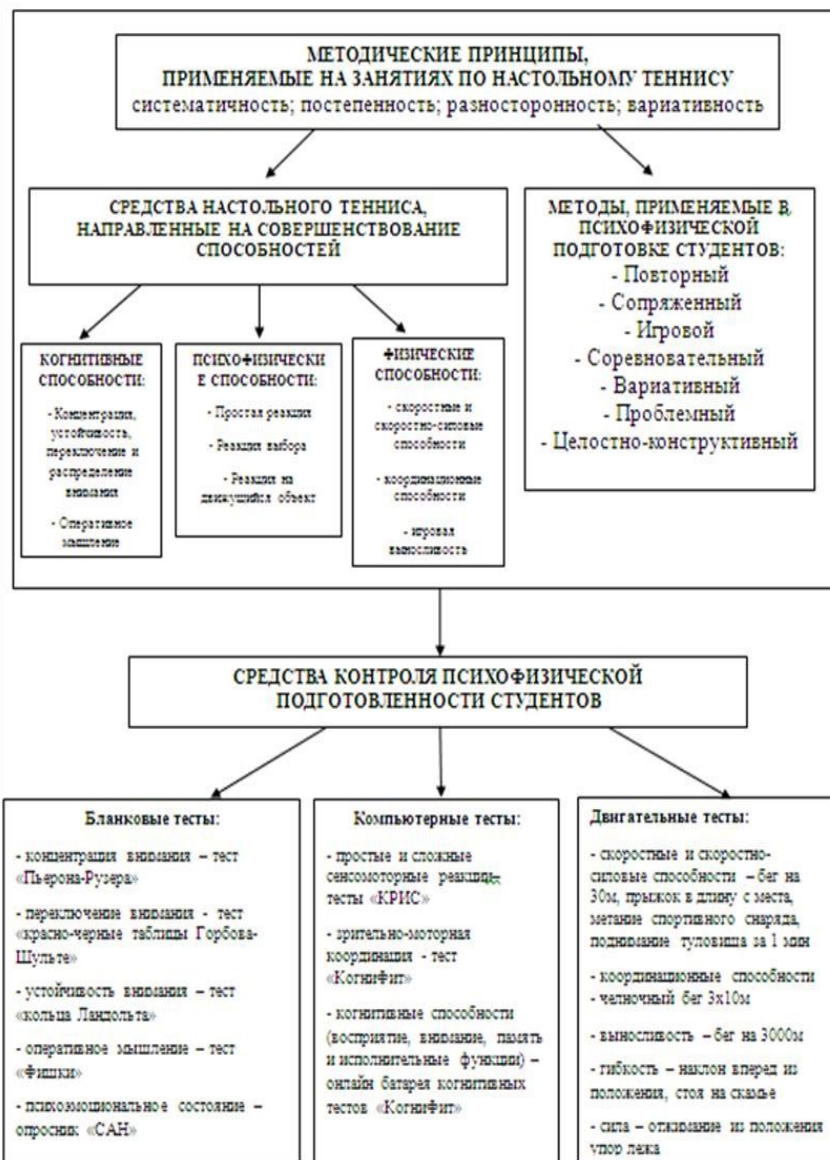 МЕТОДИЧЕСКИЕ ПРИНЦИПЫ,
ПРИМЕНЯЕМЫЕ НА ЗАНЯТИЯХ ПО НАСТОЛЬНОМУ ТЕННИСУ
систематичность; постепенность; разносторонность; вариативность
СРЕДСТВА НАСТОЛЬНОГО ТЕННИСА,
НАПРАВЛЕННЫЕ НА СОВЕРШЕНСТВОВАНИЕ
СПОСОБНОСТЕЙ
МЕТОДЫ, ПРИМЕНЯЕМЫЕ В
ПСИХОФИЗИЧЕСКОЙ
ПОДГОТОВКЕ СТУДЕНТОВ:
- Повторный
- Сопряженный
- Игровой
- Соревновательный
- Вариативный
- Проблемный
- Целостно-конструктивный
КОГНИТИВНЫЕ
СПОСОБНОСТИ:
- Концентрация,
устойчивость,
переключение и
распределение
внимания
- Оперативное
мышление
ПСИХОФИЗИЧЕСКИ
Е СПОСОБНОСТИ:
- Простая реакция
- Реакция выбора
- Реакция на
движущийся объект
ФИЗИЧЕСКИЕ
СПОСОБНОСТИ:
- скоростные и
скоростно-силовые
способности
- координационные
способности
- игровая
выносливость
СРЕДСТВА КОНТРОЛЯ ПСИХОФИЗИЧЕСКОЙ
ПОДГОТОВЛЕННОСТИ СТУДЕНТОВ
Бланковые тесты:
- концентрация внимания – тест
«Пьерона-Рузера»
- переключение внимания - тест
«красно-черные таблицы Горбова-
Шульте»
- устойчивость внимания – тест
«кольца Ландольта»
- оперативное мышление – тест
«Фишки»
- психоэмоциональное состояние –
опросник «САН»
Компьютерные тесты:
- простые и сложные
сенсомоторные реакции-
тесты «КРИС»
- зрительно-моторная
координация - тест
«КогниФит»
- когнитивные способности
(восприятие, внимание, память
и исполнительные функции) –
онлайн батарея когнитивных
тестов «КогниФит»
Двигательные тесты:
- скоростные и скоростно-
силовые способности – бег на
30м, прыжок в длину с места,
метание спортивного снаряда,
поднимание туловища за 1 мин
- координационные способности
- челночный бег 3х10м
- выносливость – бег на 3000м
- гибкость – наклон вперед из
положения, стоя на скамье
- сила – отжимание из положения
упор лежа